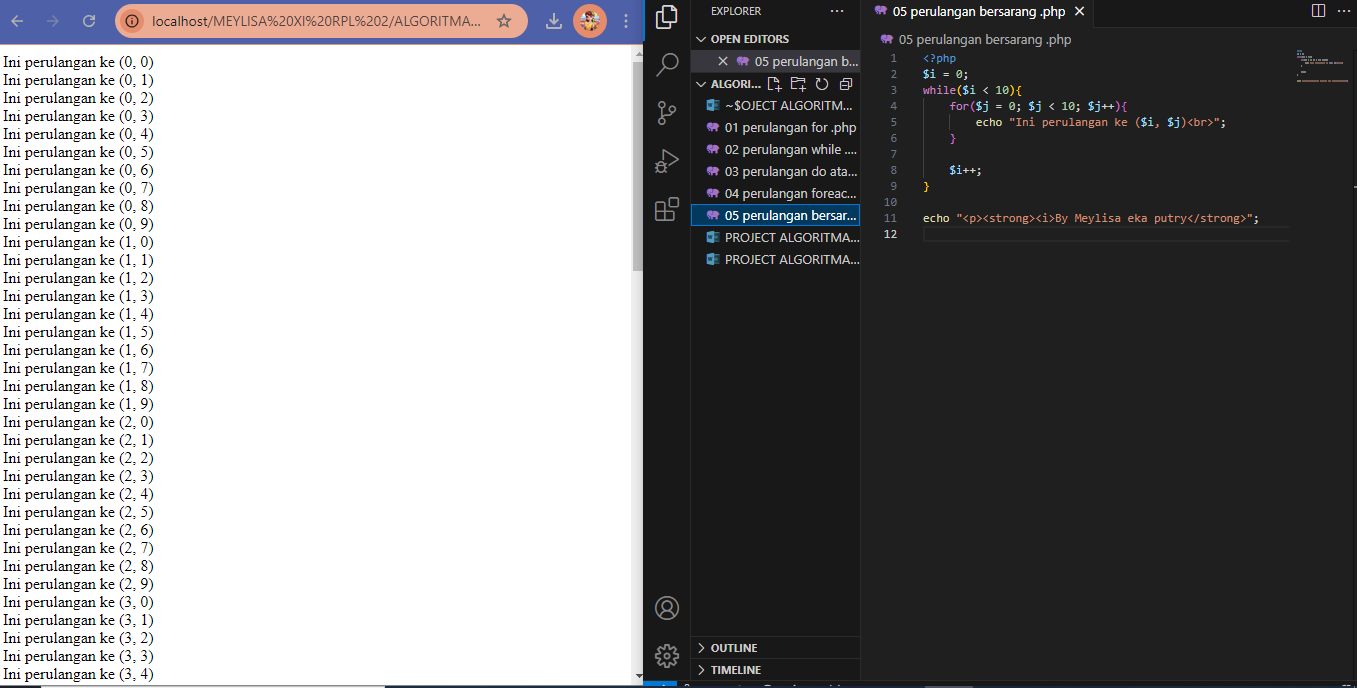 localhost/MEYLISA%20XI%20RPL%202/ALGORITMA...
Ini perulangan ke (0, 0)
Ini perulangan ke (0, 1)
Ini perulangan ke (0, 2)
Ini perulangan ke (0, 3)
Ini perulangan ke (0, 4)
Ini perulangan ke (0, 5)
Ini perulangan ke (0, 6)
Ini perulangan ke (0, 7)
Ini perulangan ke (0, 8)
Ini perulangan ke (0, 9)
Ini perulangan ke (1, 0)
Ini perulangan ke (1, 1)
Ini perulangan ke (1, 2)
Ini perulangan ke (1, 3)
Ini perulangan ke (1, 4)
Ini perulangan ke (1, 5)
Ini perulangan ke (1, 6)
Ini perulangan ke (1, 7)
Ini perulangan ke (1, 8)
Ini perulangan ke (1, 9)
Ini perulangan ke (2, 0)
Ini perulangan ke (2, 1)
Ini perulangan ke (2, 2)
Ini perulangan ke (2, 3)
Ini perulangan ke (2, 4)
Ini perulangan ke (2, 5)
Ini perulangan ke (2, 6)
Ini perulangan ke (2, 7)
Ini perulangan ke (2, 8)
Ini perulangan ke (2, 9)
Ini perulangan ke (3, 0)
Ini perulangan ke (3, 1)
Ini perulangan ke (3, 2)
Ini perulangan ke (3, 3)
Ini perulangan ke (3, 4)
EXPLORER
OPEN EDITORS
05 perulangan b...
ALGORI...
~$OJECT ALGORITM...
01 perulangan for .php
02 perulangan while ....
03 perulangan do ata...
04 perulangan foreac...
05 perulangan bersar...
PROJECT ALGORITMA...
PROJECT ALGORITMA...
OUTLINE
TIMELINE
05 perulangan bersarang .php
05 perulangan bersarang .php
1 <?php
2 $i = 0;
3 while($i < 10){
4 for($j = 0; $j < 10; $j++){
5 echo "Ini perulangan ke ($i, $j)<br>";
6 }
7
8 $i++;
9 }
10
11 echo "<p><strong><i>By Meylisa eka putry</strong>";
12